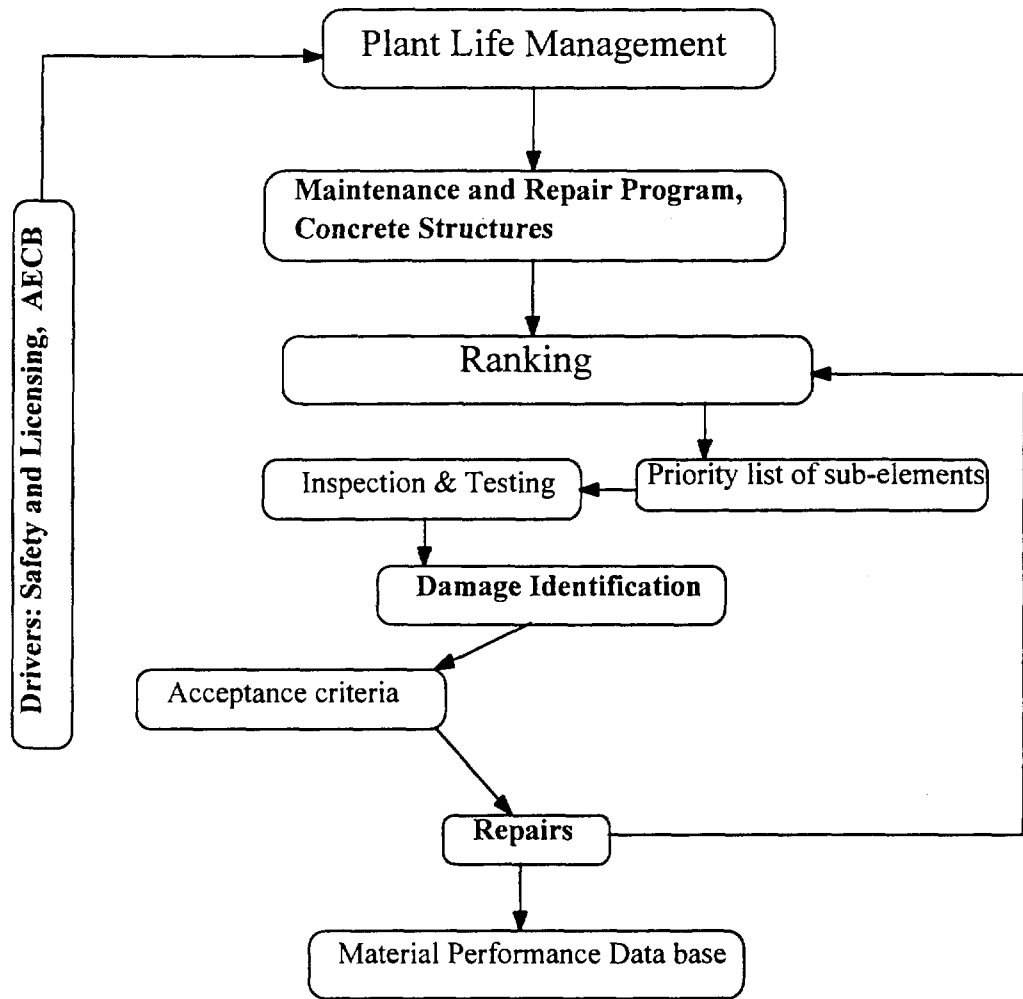 Plant Life Management
Drivers: Safety and Licensing, AECB
Maintenance and Repair Program,
Concrete Structures
Ranking
Priority list of sub-elements
Inspection & Testing
Damage Identification
Acceptance criteria
Repairs
Material Performance Data base